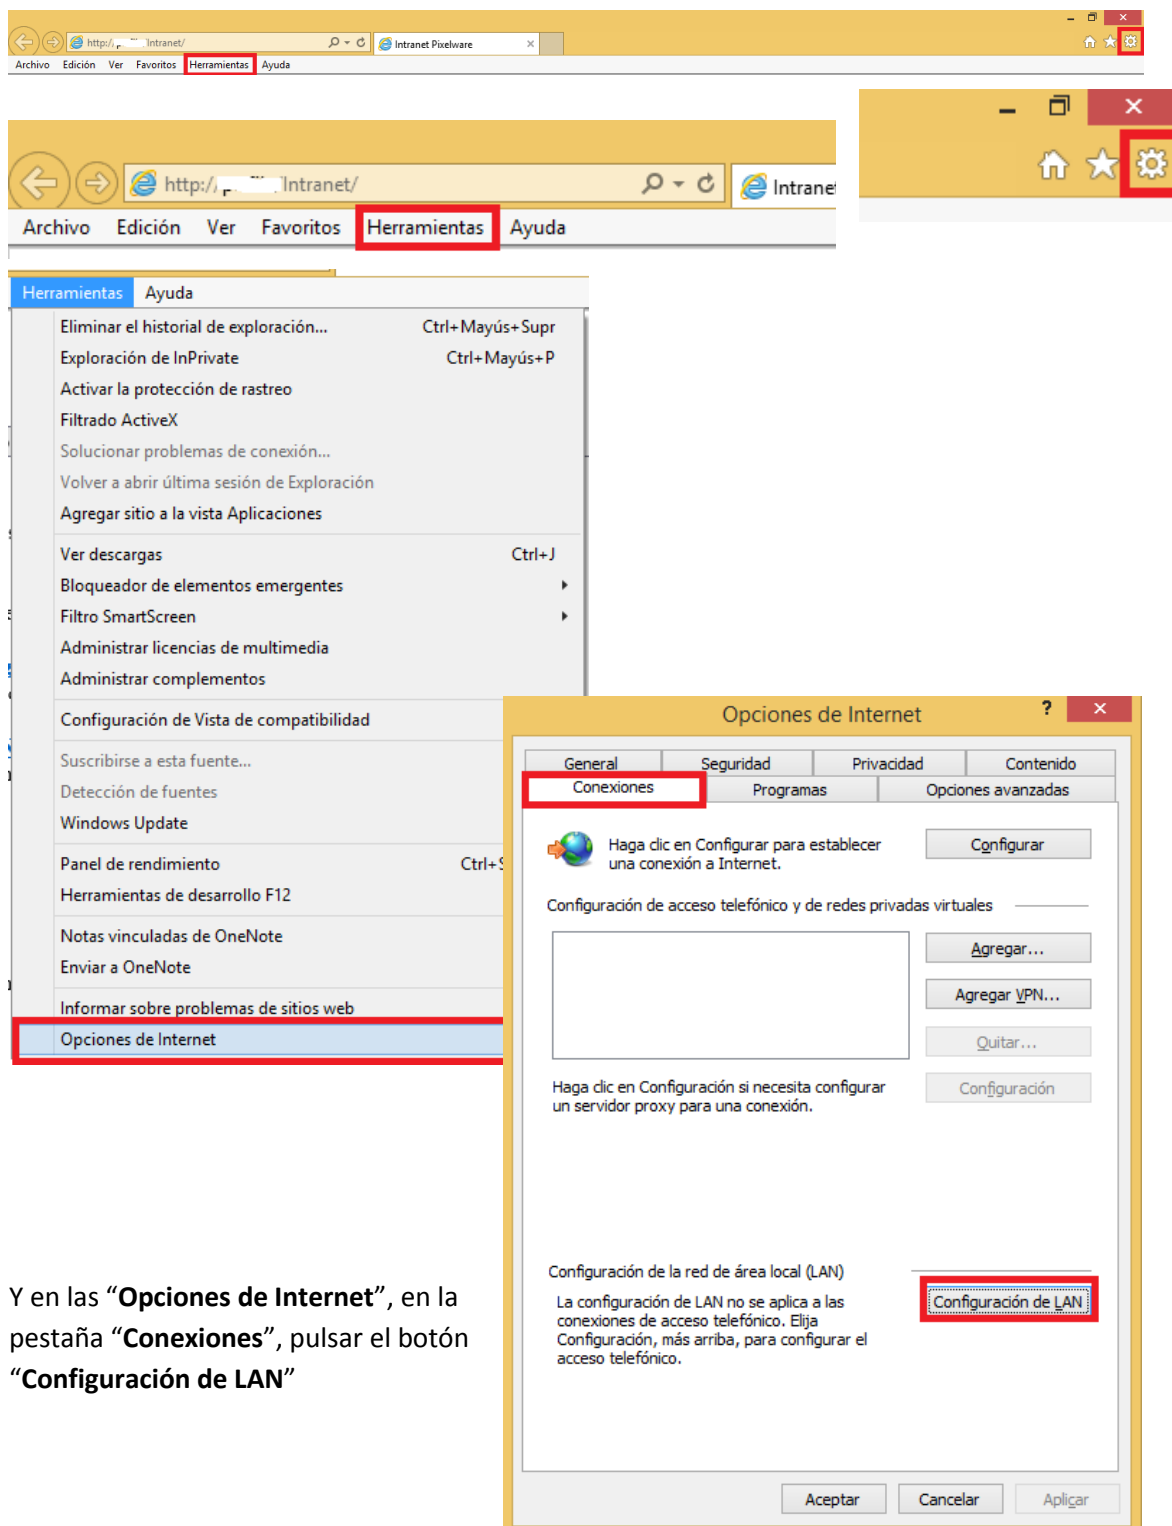 http:// Intranet/
Intranet Pixelware
Archivo Edición Ver Favoritos Herramientas Ayuda
http:// Intranet/
Intranet
Archivo Edición Ver Favoritos Herramientas Ayuda
Herramientas Ayuda
Eliminar el historial de exploración... Ctrl+Mayús+Supr
Exploración de InPrivate Ctrl+Mayús+P
Activar la protección de rastreo
Filtrado ActiveX
Solucionar problemas de conexión...
Volver a abrir última sesión de Exploración
Agregar sitio a la vista Aplicaciones
Ver descargas Ctrl+J
Bloqueador de elementos emergentes
Filtro SmartScreen
Administrar licencias de multimedia
Administrar complementos
Configuración de Vista de compatibilidad
Suscribirse a esta fuente...
Detección de fuentes
Windows Update
Panel de rendimiento Ctrl+S
Herramientas de desarrollo F12
Notas vinculadas de OneNote
Enviar a OneNote
Informar sobre problemas de sitios web
Opciones de Internet
Opciones de Internet ?
General Seguridad Privacidad Contenido
Conexiones Programas Opciones avanzadas
Haga clic en Configurar para establecer
una conexión a Internet.
Configurar
Configuración de acceso telefónico y de redes privadas virtuales
Agregar...
Agregar VPN...
Quitar...
Haga clic en Configuración si necesita configurar
un servidor proxy para una conexión.
Configuración
Configuración de la red de área local (LAN)
La configuración de LAN no se aplica a las
conexiones de acceso telefónico. Elija
Configuración, más arriba, para configurar el
acceso telefónico.
Configuración de LAN
Aceptar Cancelar Aplicar
Y en las “Opciones de Internet”, en la
pestaña “Conexiones”, pulsar el botón
“Configuración de LAN”